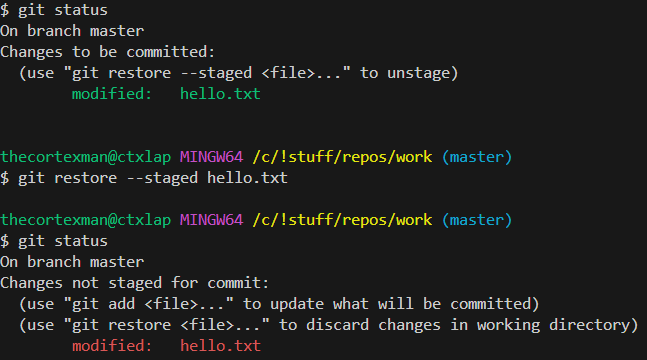 $ git status
On branch master
Changes to be committed:
  (use "git restore --staged <file>..." to unstage)
        modified:   hello.txt
thecortexman@ctxlap MINGW64 /c/!stuff/repos/work (master)
$ git restore --staged hello.txt
thecortexman@ctxlap MINGW64 /c/!stuff/repos/work (master)
$ git status
On branch master
Changes not staged for commit:
  (use "git add <file>..." to update what will be committed)
  (use "git restore <file>..." to discard changes in working directory)
        modified:   hello.txt